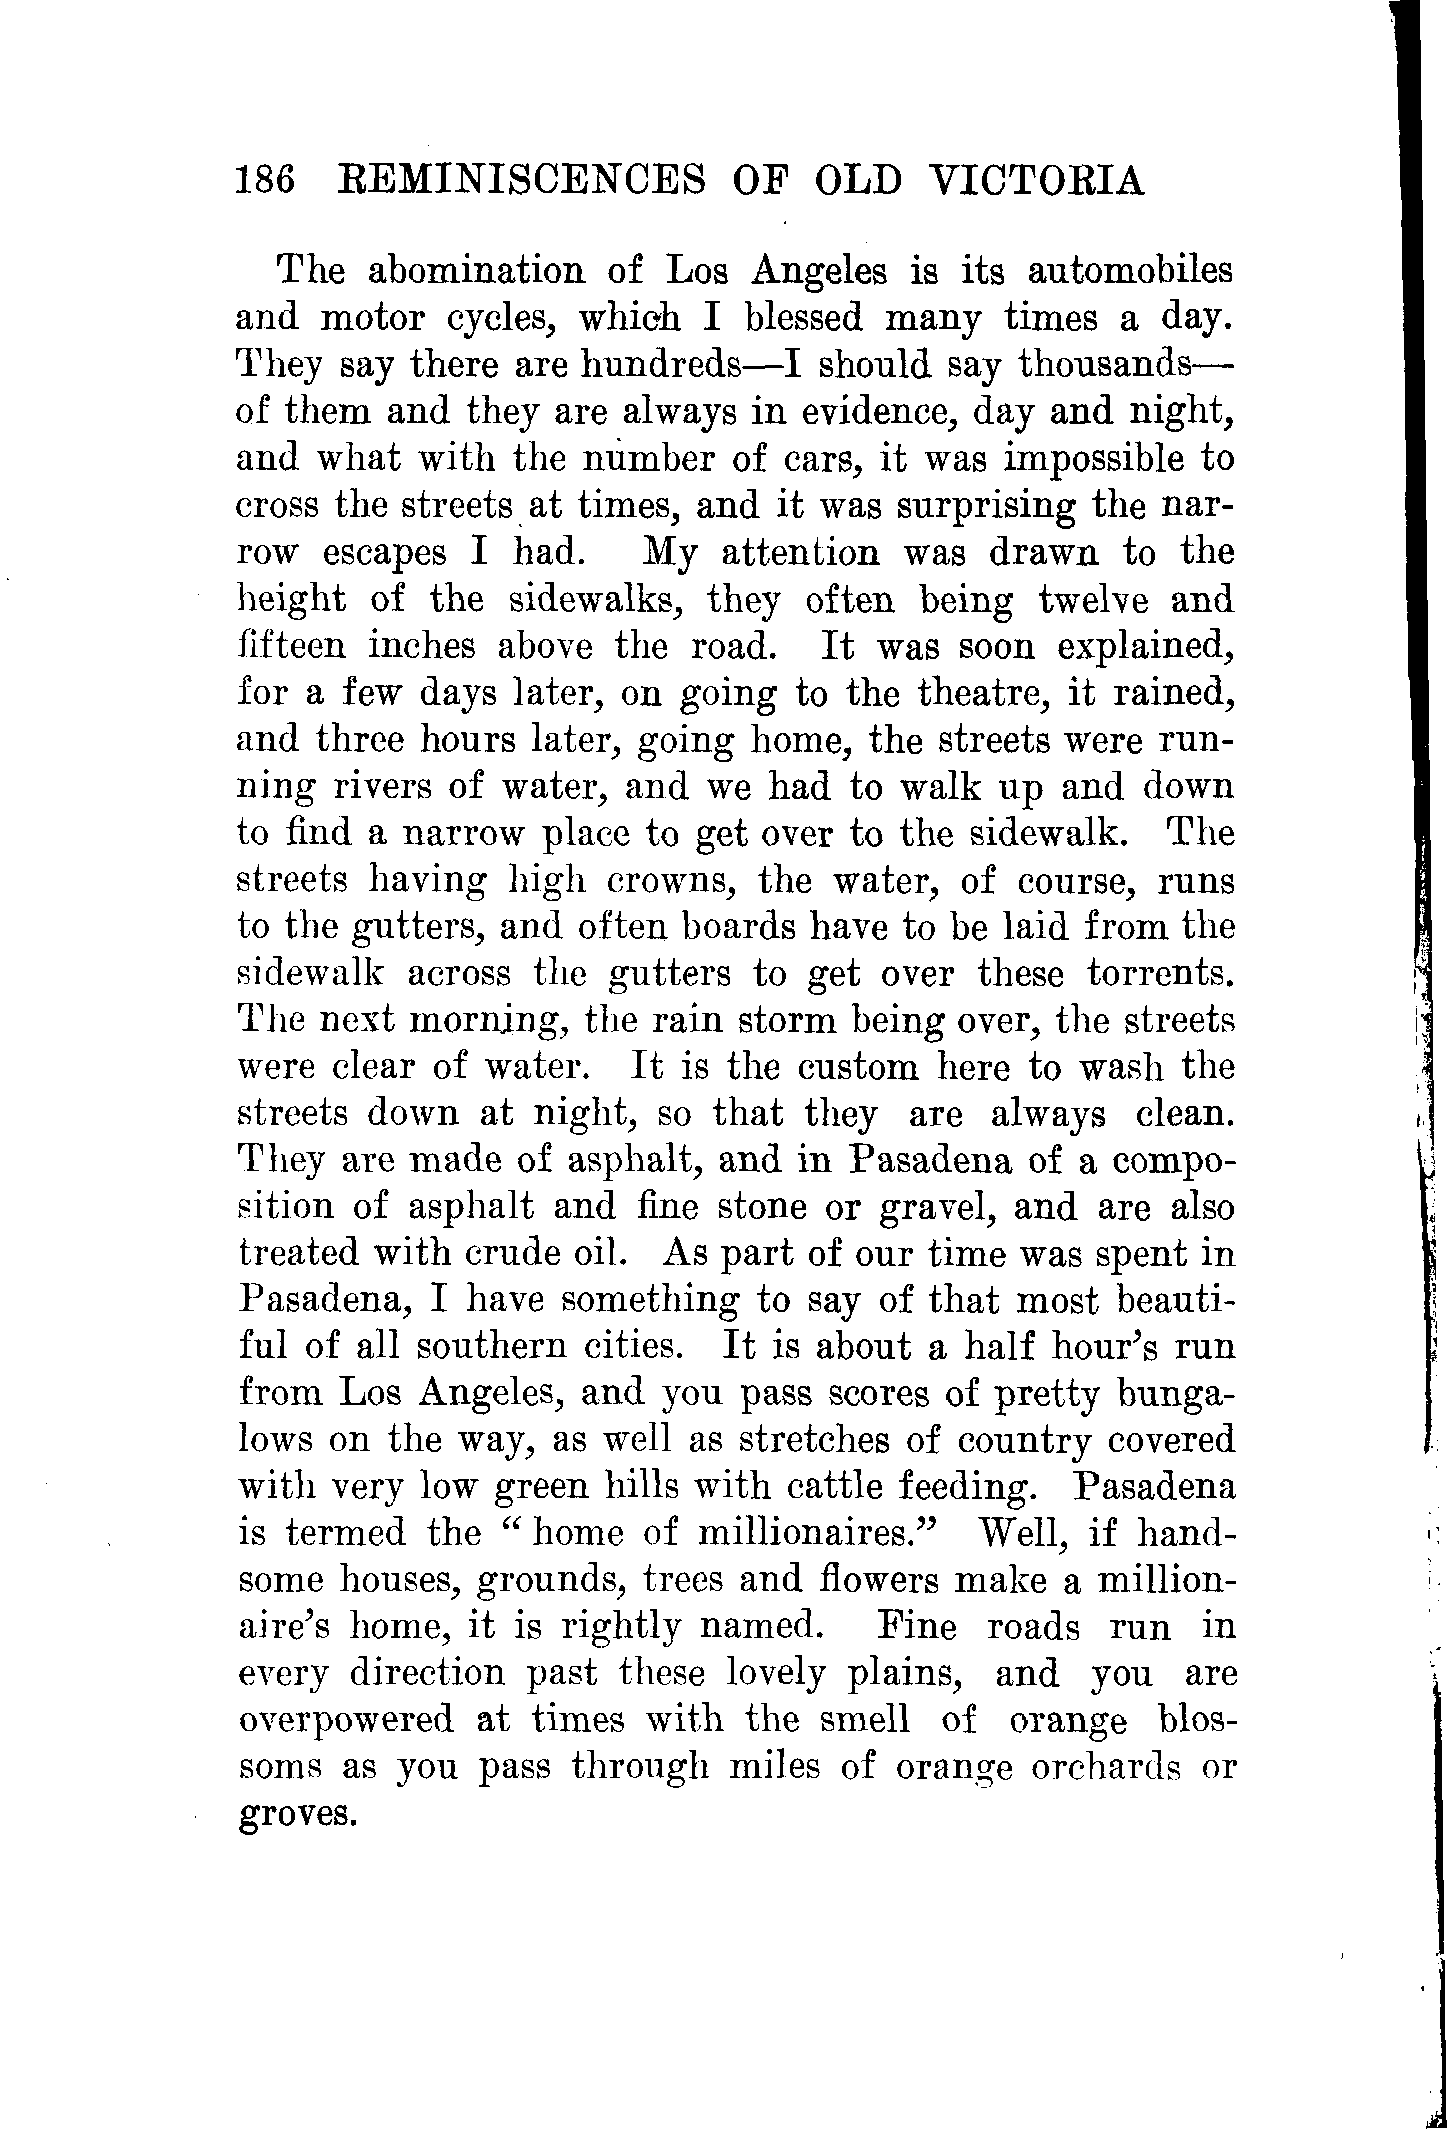 186 REMINISCENCES OF OLD VICTORIA
The abomination of Los Angeles is its automobiles
and motor cycles, which I blessed many times a day.
They say there are hundreds—I should say thousands—
of them and they are always in evidence, day and night,
and what with the number of cars, it was impossible to
cross the streets at times, and it was surprising the nar-
row escapes I had. My attention was drawn to the
height of the sidewalks, they often being twelve and
fifteen inches above the road. It was soon explained,
for a few days later, on going to the theatre, it rained,
and three hours later, going home, the streets were run-
ning rivers of water, and we had to walk up and down
to find a narrow place to get over to the sidewalk. The
streets having high crowns, the water, of course, runs
to the gutters, and often boards have to be laid from the
sidewalk across the gutters to get over these torrents.
The next morning, the rain storm being over, the streets
were clear of water. It is the custom here to wash the
streets down at night, so that they are always clean.
They are made of asphalt, and in Pasadena of a compo-
sition of asphalt and fine stone or gravel, and are also
treated with crude oil. As part of our time was spent in
Pasadena, I have something to say of that most beauti-
ful of all southern cities. It is about a half hour's run
from Los Angeles, and you pass scores of pretty bunga-
lows on the way, as well as stretches of country covered
with very low green hills with cattle feeding. Pasadena
is termed the “ home of millionaires.” Well, if hand-
some houses, grounds, trees and flowers make a million-
aire's home, it is rightly named. Fine roads run in
every direction past these lovely plains, and you are
overpowered at times with the smell of orange blos-
soms as you pass through miles of orange orchards or
groves.